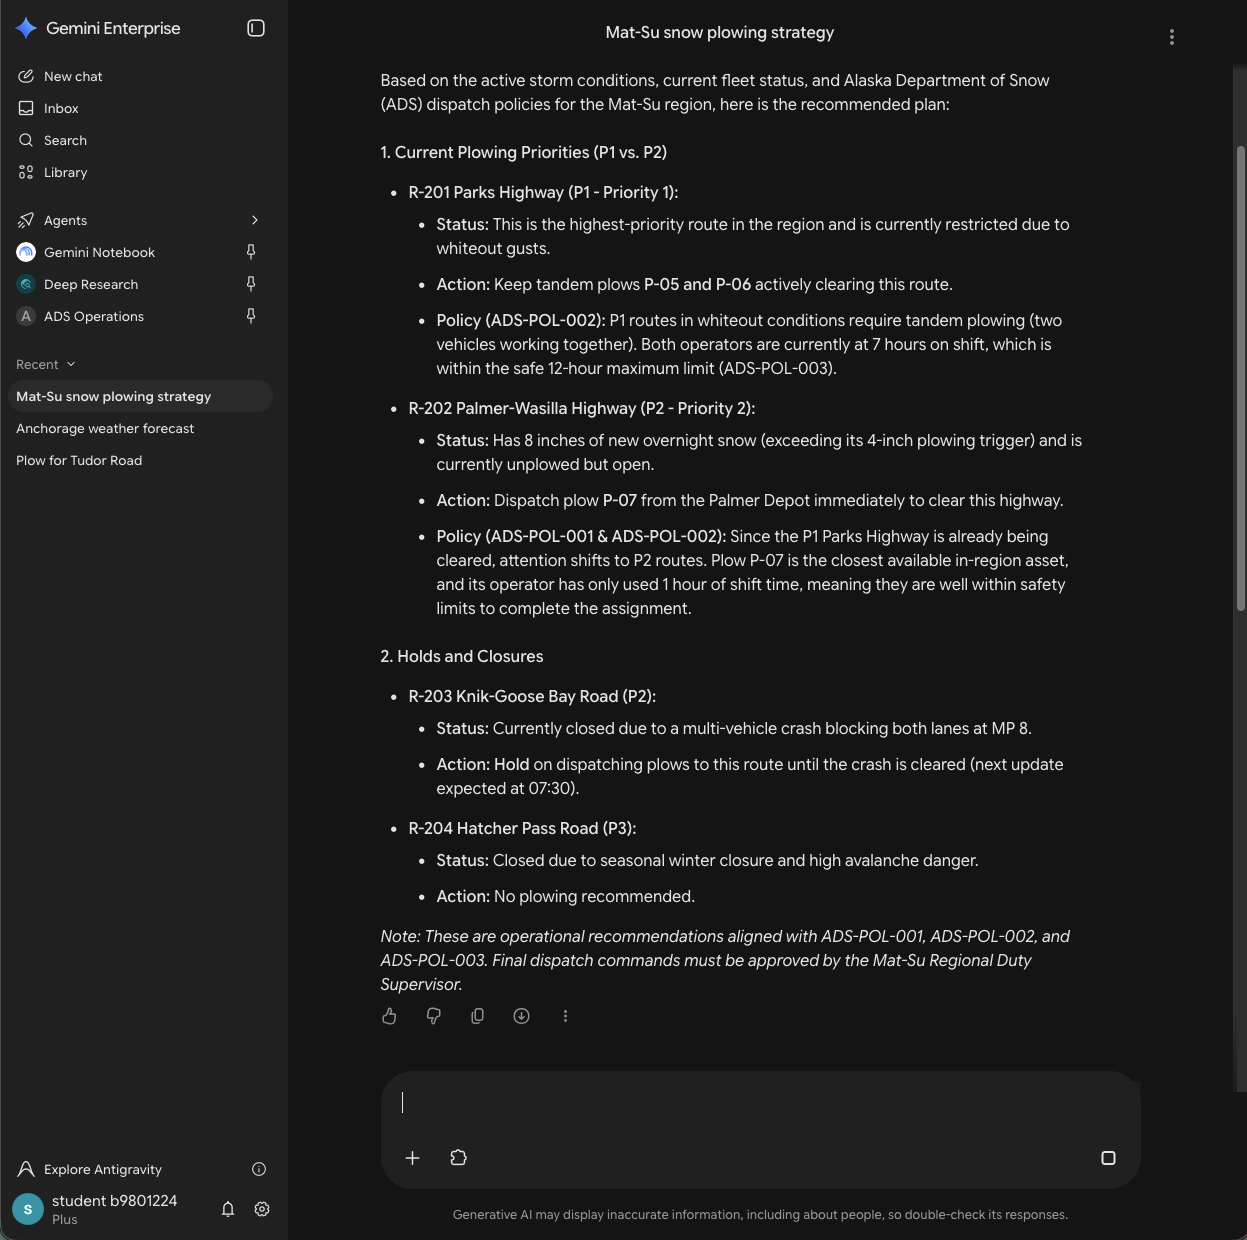 Gemini Enterprise
New chat
Inbox
Search
Library
Agents
Gemini Notebook
Deep Research
A ADS Operations
Recent
Mat-Su snow plowing strategy
Anchorage weather forecast
Plow for Tudor Road
Explore Antigravity
S student b9801224
Plus
Mat-Su snow plowing strategy
Based on the active storm conditions, current fleet status, and Alaska Department of Snow
(ADS) dispatch policies for the Mat-Su region, here is the recommended plan:
1. Current Plowing Priorities (P1 vs. P2)
• R-201 Parks Highway (P1 - Priority 1):
• Status: This is the highest-priority route in the region and is currently restricted due to
whiteout gusts.
• Action: Keep tandem plows P-05 and P-06 actively clearing this route.
• Policy (ADS-POL-002): P1 routes in whiteout conditions require tandem plowing (two
vehicles working together). Both operators are currently at 7 hours on shift, which is
within the safe 12-hour maximum limit (ADS-POL-003).
• R-202 Palmer-Wasilla Highway (P2 - Priority 2):
• Status: Has 8 inches of new overnight snow (exceeding its 4-inch plowing trigger) and is
currently unplowed but open.
• Action: Dispatch plow P-07 from the Palmer Depot immediately to clear this highway.
• Policy (ADS-POL-001 & ADS-POL-002): Since the P1 Parks Highway is already being
cleared, attention shifts to P2 routes. Plow P-07 is the closest available in-region asset,
and its operator has only used 1 hour of shift time, meaning they are well within safety
limits to complete the assignment.
2. Holds and Closures
• R-203 Knik-Goose Bay Road (P2):
• Status: Currently closed due to a multi-vehicle crash blocking both lanes at MP 8.
• Action: Hold on dispatching plows to this route until the crash is cleared (next update
expected at 07:30).
• R-204 Hatcher Pass Road (P3):
• Status: Closed due to seasonal winter closure and high avalanche danger.
• Action: No plowing recommended.
Note: These are operational recommendations aligned with ADS-POL-001, ADS-POL-002, and
ADS-POL-003. Final dispatch commands must be approved by the Mat-Su Regional Duty
Supervisor.
Generative AI may display inaccurate information, including about people, so double-check its responses.